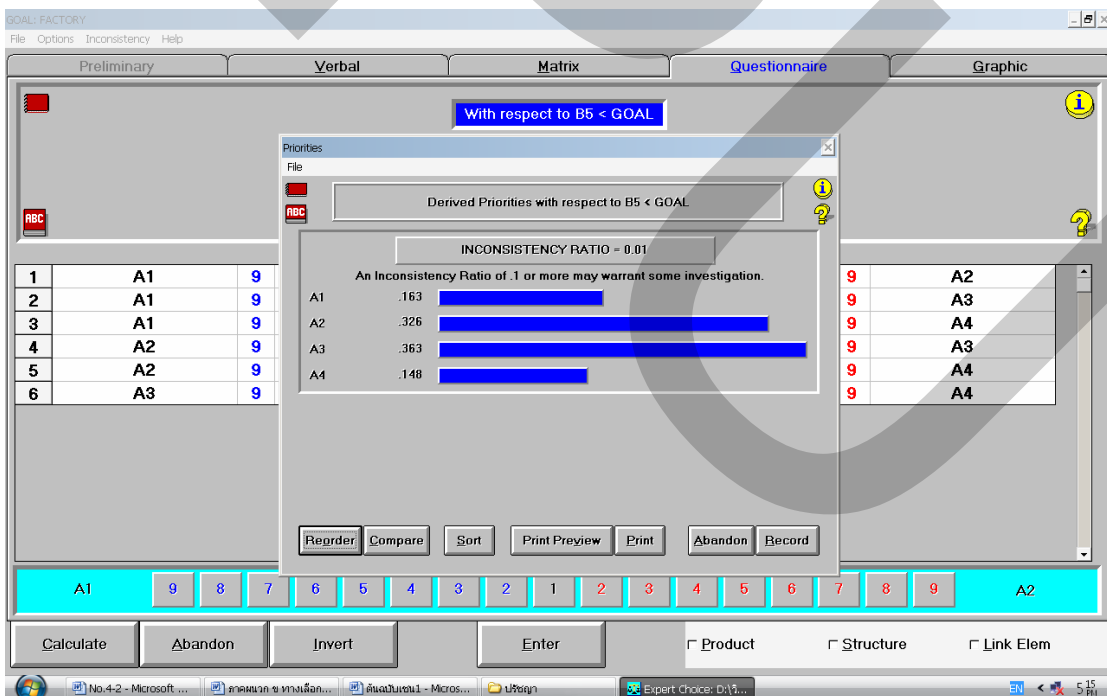 GOAL: FACTORY
File Options Inconsistency Help
Preliminary Verbal Matrix Questionnaire Graphic
With respect to B5 < GOAL
Priorities
File
ABC
ABC
Derived Priorities with respect to B5 < GOAL
INCONSISTENCY RATIO = 0.01
An Inconsistency Ratio of .1 or more may warrant some investigation.
A1 .163
A2 .326
A3 .363
A4 .148
1 A1 9 9 A2
2 A1 9 9 A3
3 A1 9 9 A4
4 A2 9 9 A3
5 A2 9 9 A4
6 A3 9 9 A4
Reorder Compare Sort Print Preview Print Abandon Record
A1 9 8 7 6 5 4 3 2 1 2 3 4 5 6 7 8 9 A2
Calculate Abandon Invert Enter Product Structure Link Elem
No.4-2 - Microsoft ... ภาคผนวก ข ทางเลือก... ต้นฉบับเซน1 - Micros... ปรัชญา Expert Choice: D:\ว... EN < 5:15 PM